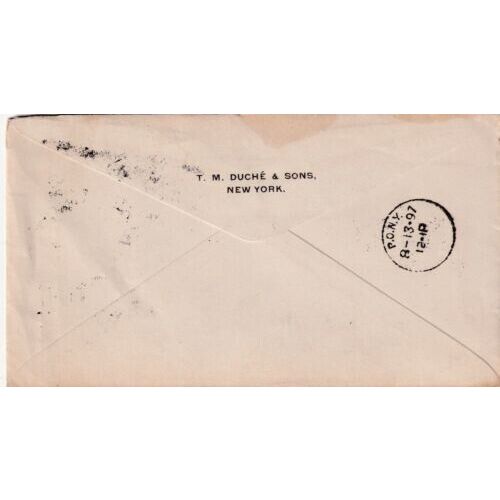 T. M. DUCHÉ & SONS,
NEW YORK.
P.O.N.Y.
8-13-97
12-1P